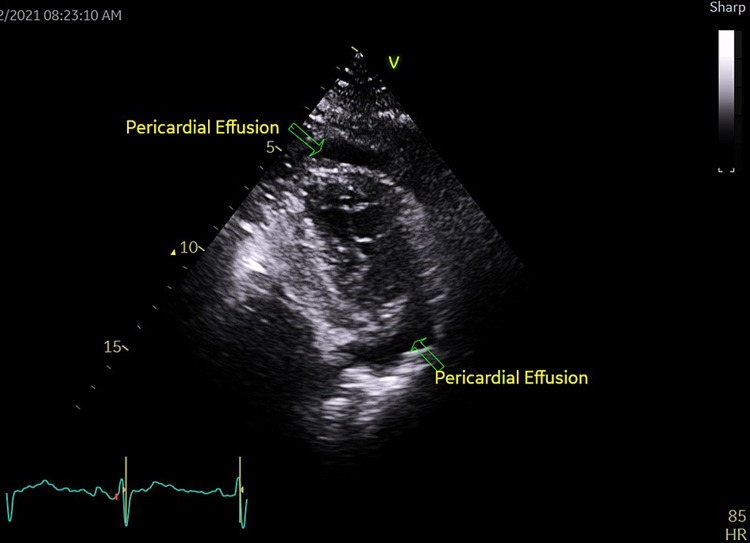 2/2021 08:23:10 AM
Sharp
V
Pericardial Effusion
5
10
15
Pericardial Effusion
85
HR